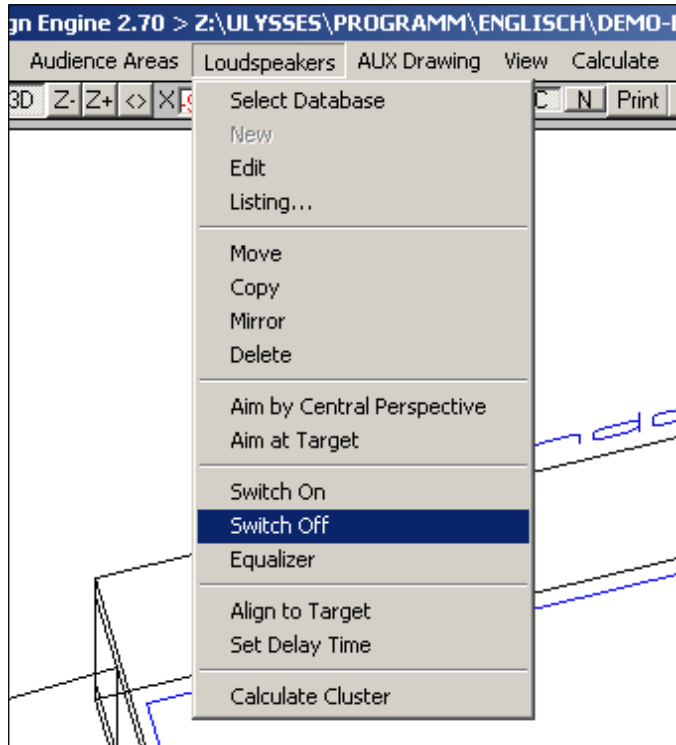 gn Engine 2.70 > Z:\ULYSSES\PROGRAMM\ENGLISCH\DEMO-
Audience Areas Loudspeakers AUX Drawing View Calculate
3D Z- Z+ <> X C N Print
Select Database
New
Edit
Listing...
Move
Copy
Mirror
Delete
Aim by Central Perspective
Aim at Target
Switch On
Switch Off
Equalizer
Align to Target
Set Delay Time
Calculate Cluster